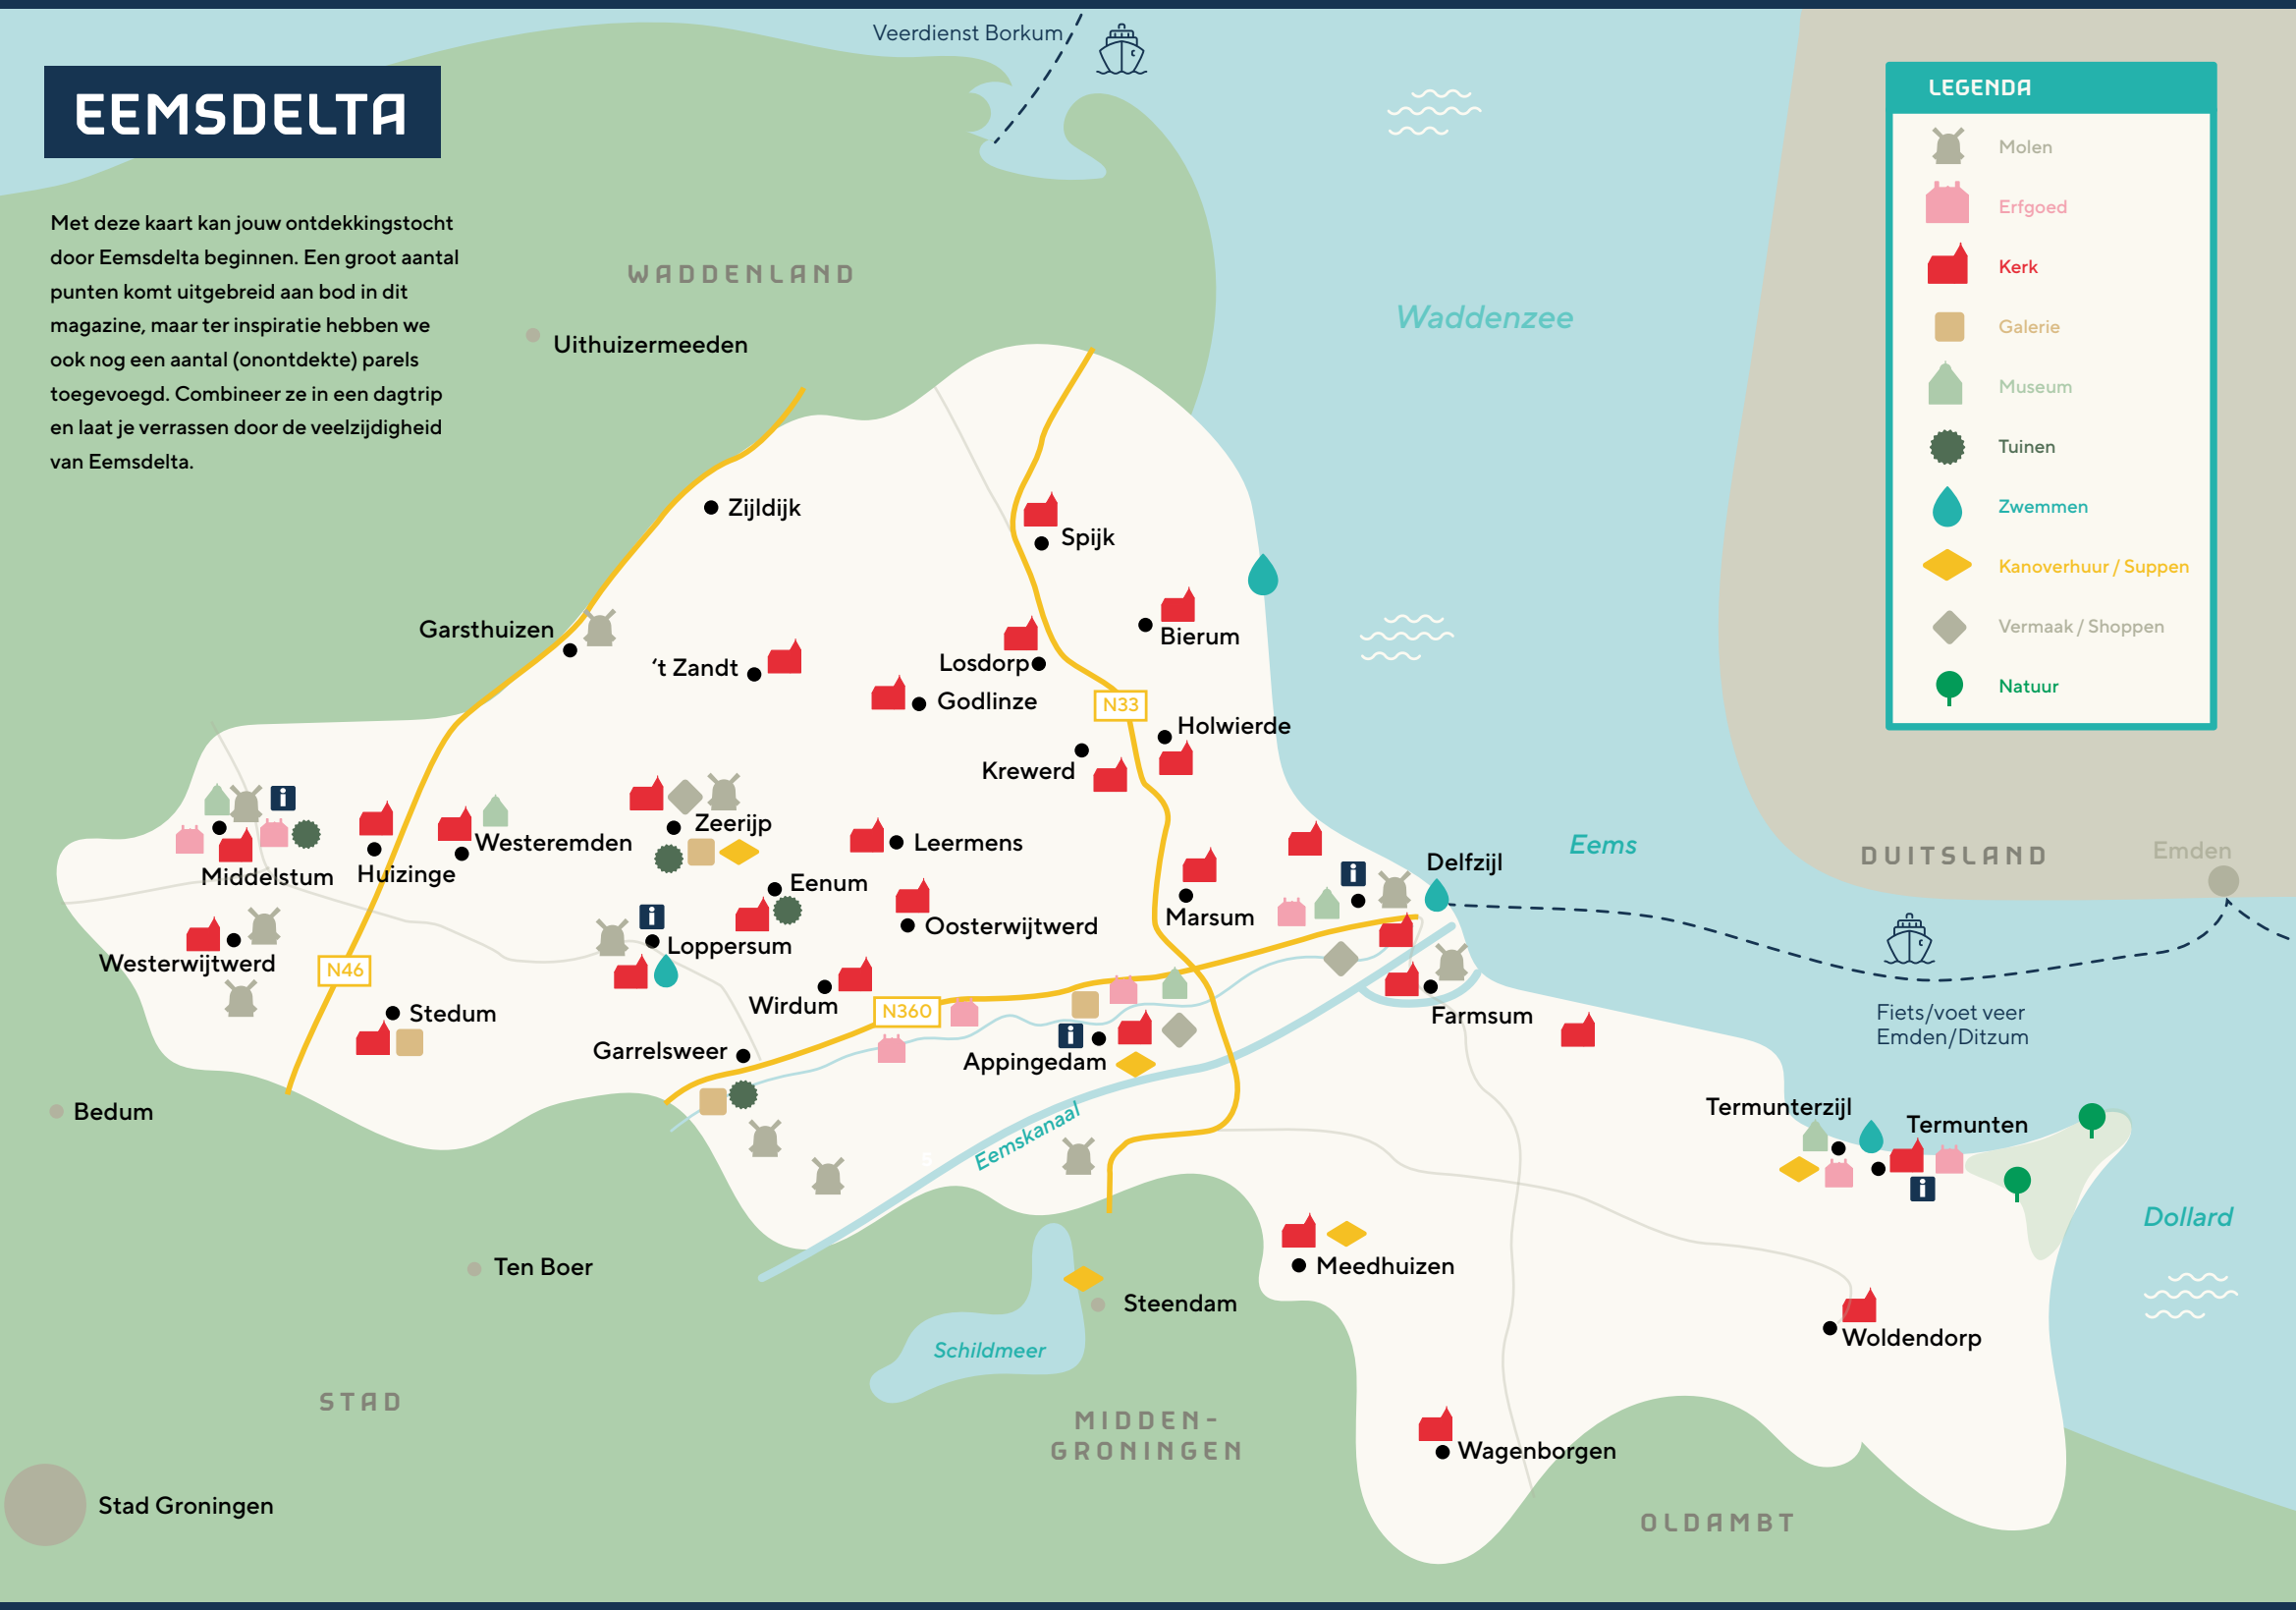 Veerdienst Borkum
EEMSDELTA
Met deze kaart kan jouw ontdekkingstocht
door Eemsdelta beginnen. Een groot aantal
punten komt uitgebreid aan bod in dit
magazine, maar ter inspiratie hebben we
ook nog een aantal (onontdekte) parels
toegevoegd. Combineer ze in een dagtrip
en laat je verrassen door de veelzijdigheid
van Eemsdelta.
LEGENDA
Molen
Erfgoed
Kerk
Galerie
Museum
Tuinen
Zwemmen
Kanoverhuur / Suppen
Vermaak / Shoppen
Natuur
WADDENLAND
Waddenzee
Uithuizermeeden
Zijldijk
Spijk
Garsthuizen
Bierum
't Zandt
Losdorp
Godlinze
N33
Holwierde
Krewerd
i
Zeerijp
Westeremden
Leermens
Eems
DUITSLAND
Emden
Delfzijl
Middelstum
Huizinge
i
Eenum
Marsum
i
Oosterwijtwerd
Loppersum
Westerwijtwerd
N46
Wirdum
N360
Stedum
Farmsum
Fiets/voet veer
Emden/Ditzum
i
Garrelsweer
Appingedam
Bedum
Termunterzijl
Termunten
Eemskanaal
5
i
Dollard
Ten Boer
Meedhuizen
Steendam
Schildmeer
Woldendorp
STAD
MIDDEN-
GRONINGEN
Wagenborgen
Stad Groningen
OLDAMBT